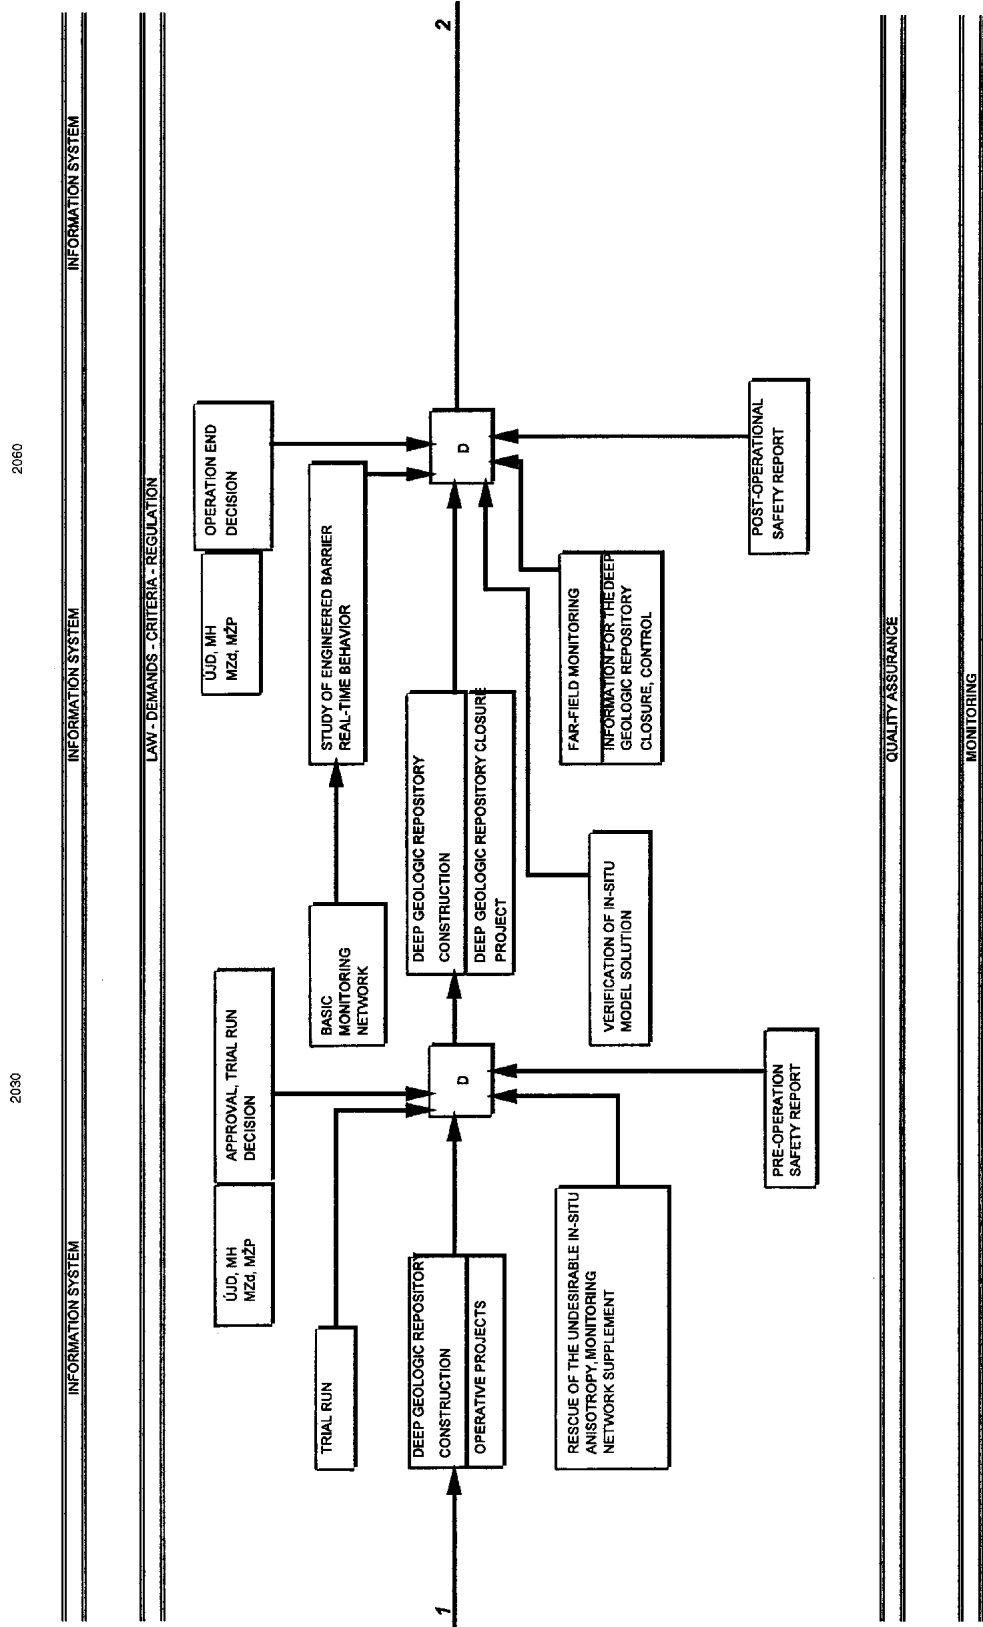 2030
2060
INFORMATION SYSTEM
INFORMATION SYSTEM
INFORMATION SYSTEM
LAW - DEMANDS - CRITERIA - REGULATION
ÚJD, MH
MZd, MŽP
APPROVAL, TRIAL RUN
DECISION
ÚJD, MH
MZd, MŽP
OPERATION END
DECISION
TRIAL RUN
BASIC
MONITORING
NETWORK
STUDY OF ENGINEERED BARRIER
REAL-TIME BEHAVIOR
1
DEEP GEOLOGIC REPOSITORY
CONSTRUCTION
OPERATIVE PROJECTS
D
DEEP GEOLOGIC REPOSITORY
CONSTRUCTION
DEEP GEOLOGIC REPOSITORY CLOSURE
PROJECT
D
2
RESCUE OF THE UNDESIRABLE IN-SITU
ANISOTROPY, MONITORING
NETWORK SUPPLEMENT
VERIFICATION OF IN-SITU
MODEL SOLUTION
FAR-FIELD MONITORING
INFORMATION FOR THE DEEP
GEOLOGIC REPOSITORY
CLOSURE, CONTROL
PRE-OPERATION
SAFETY REPORT
POST-OPERATIONAL
SAFETY REPORT
QUALITY ASSURANCE
MONITORING